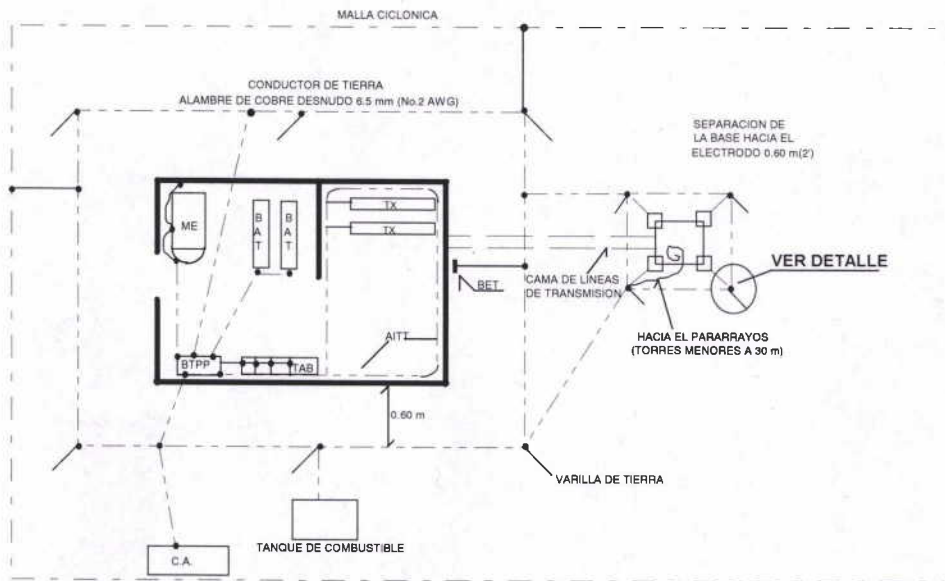 MALLA CICLONICA
CONDUCTOR DE TIERRA
ALAMBRE DE COBRE DESNUDO 6.5 mm (No.2 AWG)
SEPARACION DE
LA BASE HACIA EL
ELECTRODO 0.60 m(2')
ME
BAT
BAT
TX
TX
BET
CAMA DE LINEAS
DE TRANSMISION
VER DETALLE
HACIA EL PARARRAYOS
(TORRES MENORES A 30 m)
AITT
BTPP
TAB
0.60 m
VARILLA DE TIERRA
TANQUE DE COMBUSTIBLE
C.A.